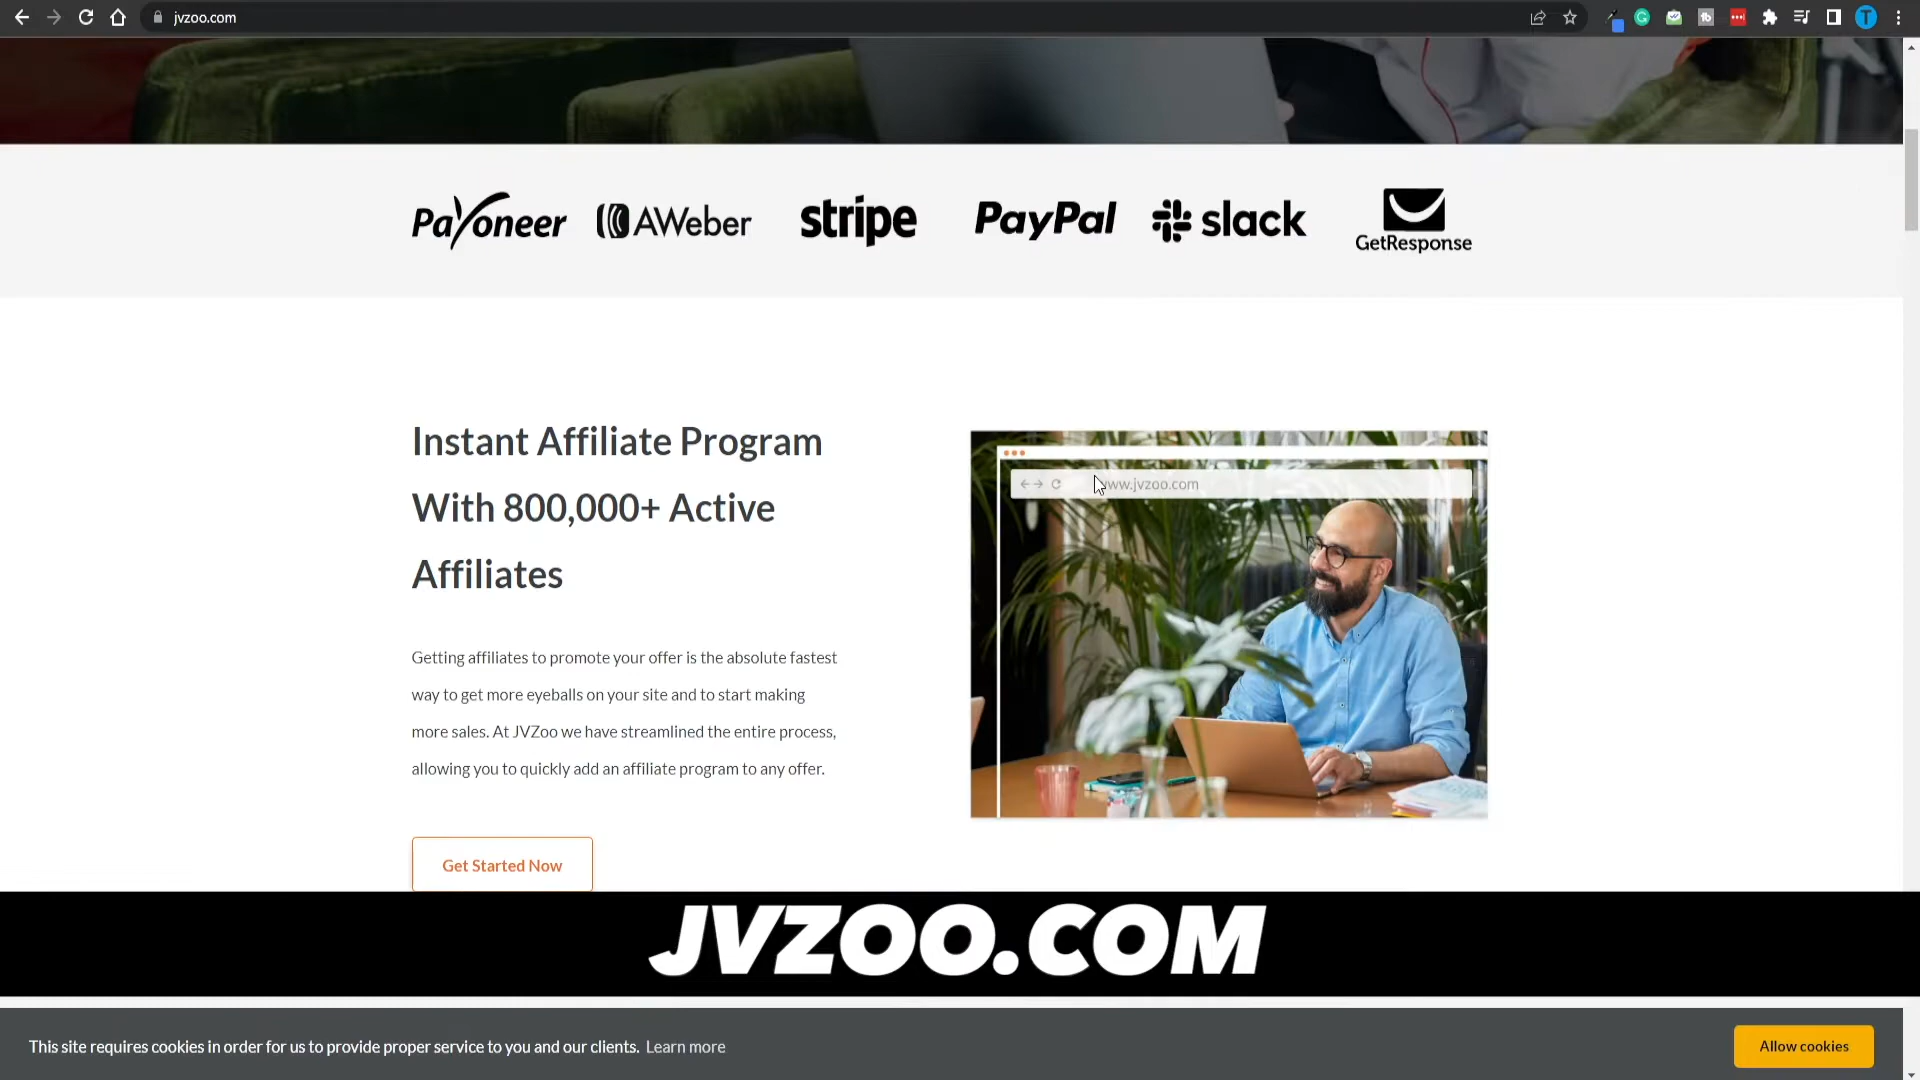 jvzoo.com
Payoneer AWeber stripe PayPal slack GetResponse
Instant Affiliate Program
With 800,000+ Active
Affiliates
www.jvzoo.com
Getting affiliates to promote your offer is the absolute fastest
way to get more eyeballs on your site and to start making
more sales. At JVZoo we have streamlined the entire process,
allowing you to quickly add an affiliate program to any offer.
Get Started Now
JVZOO.COM
This site requires cookies in order for us to provide proper service to you and our clients. Learn more
Allow cookies